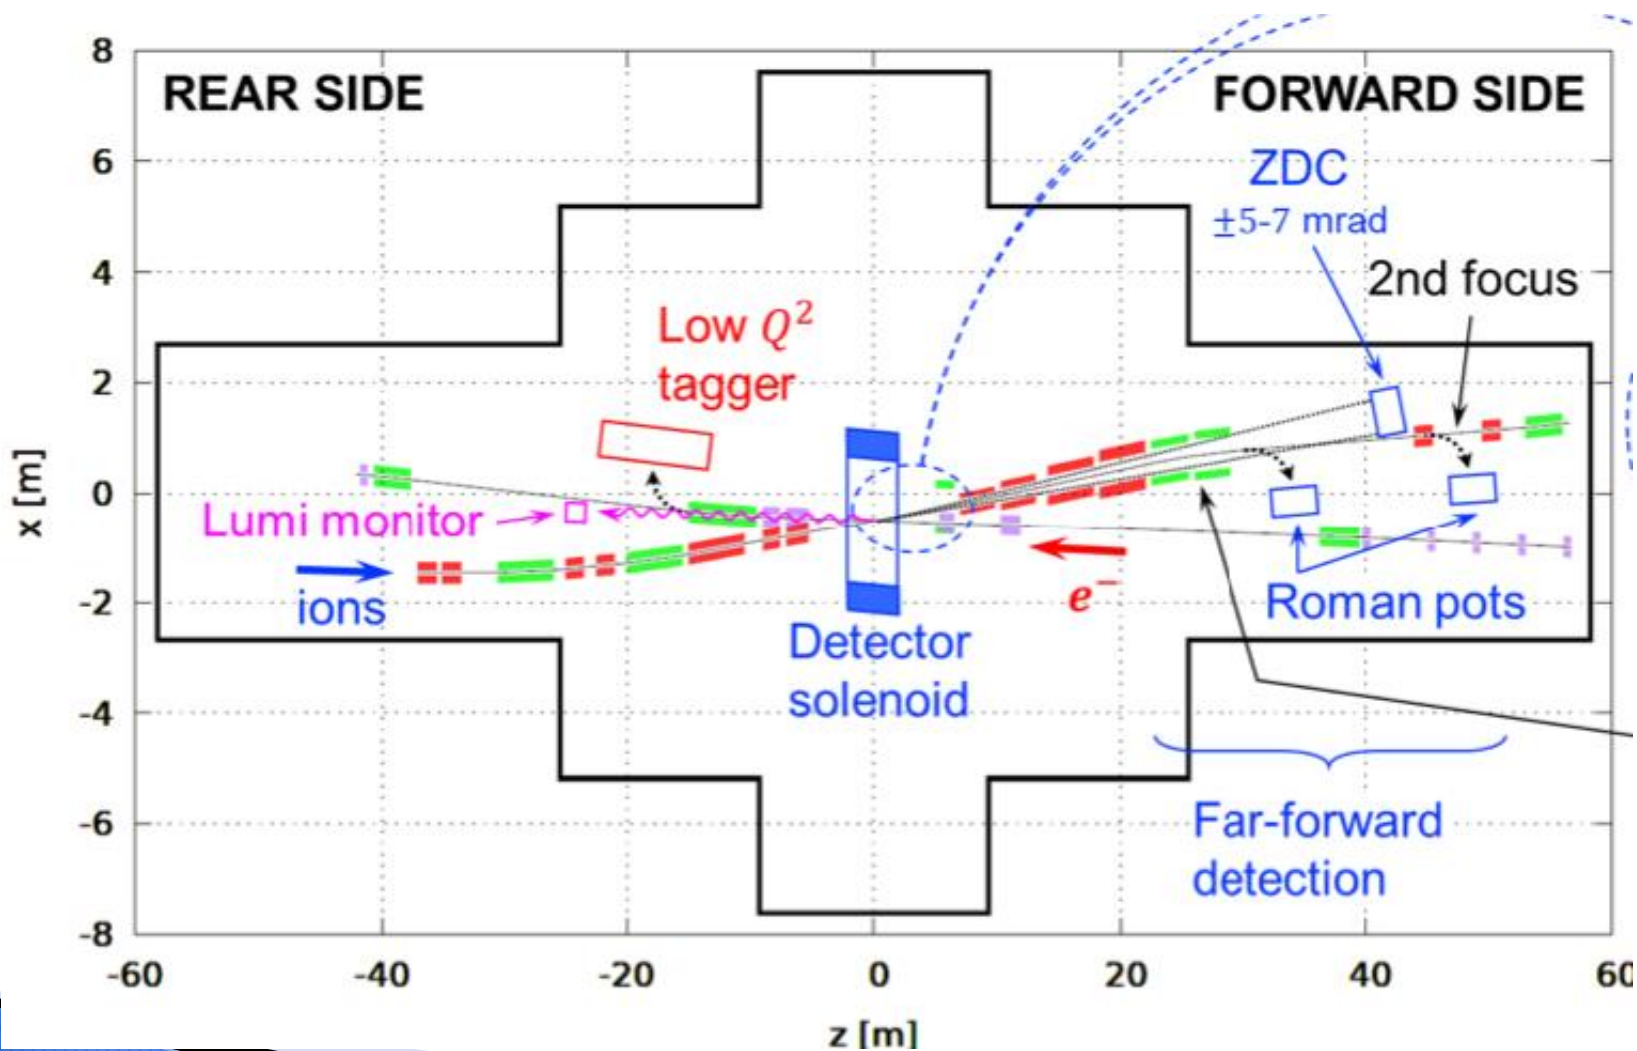 8
REAR SIDE
FORWARD SIDE
6
ZDC
±5-7 mrad
4
2nd focus
Low Q²
tagger
2
x [m]
0
Lumi monitor
ions
e⁻
Roman pots
-2
Detector
solenoid
-4
Far-forward
detection
-6
-8
-60
-40
-20
0
20
40
60
z [m]